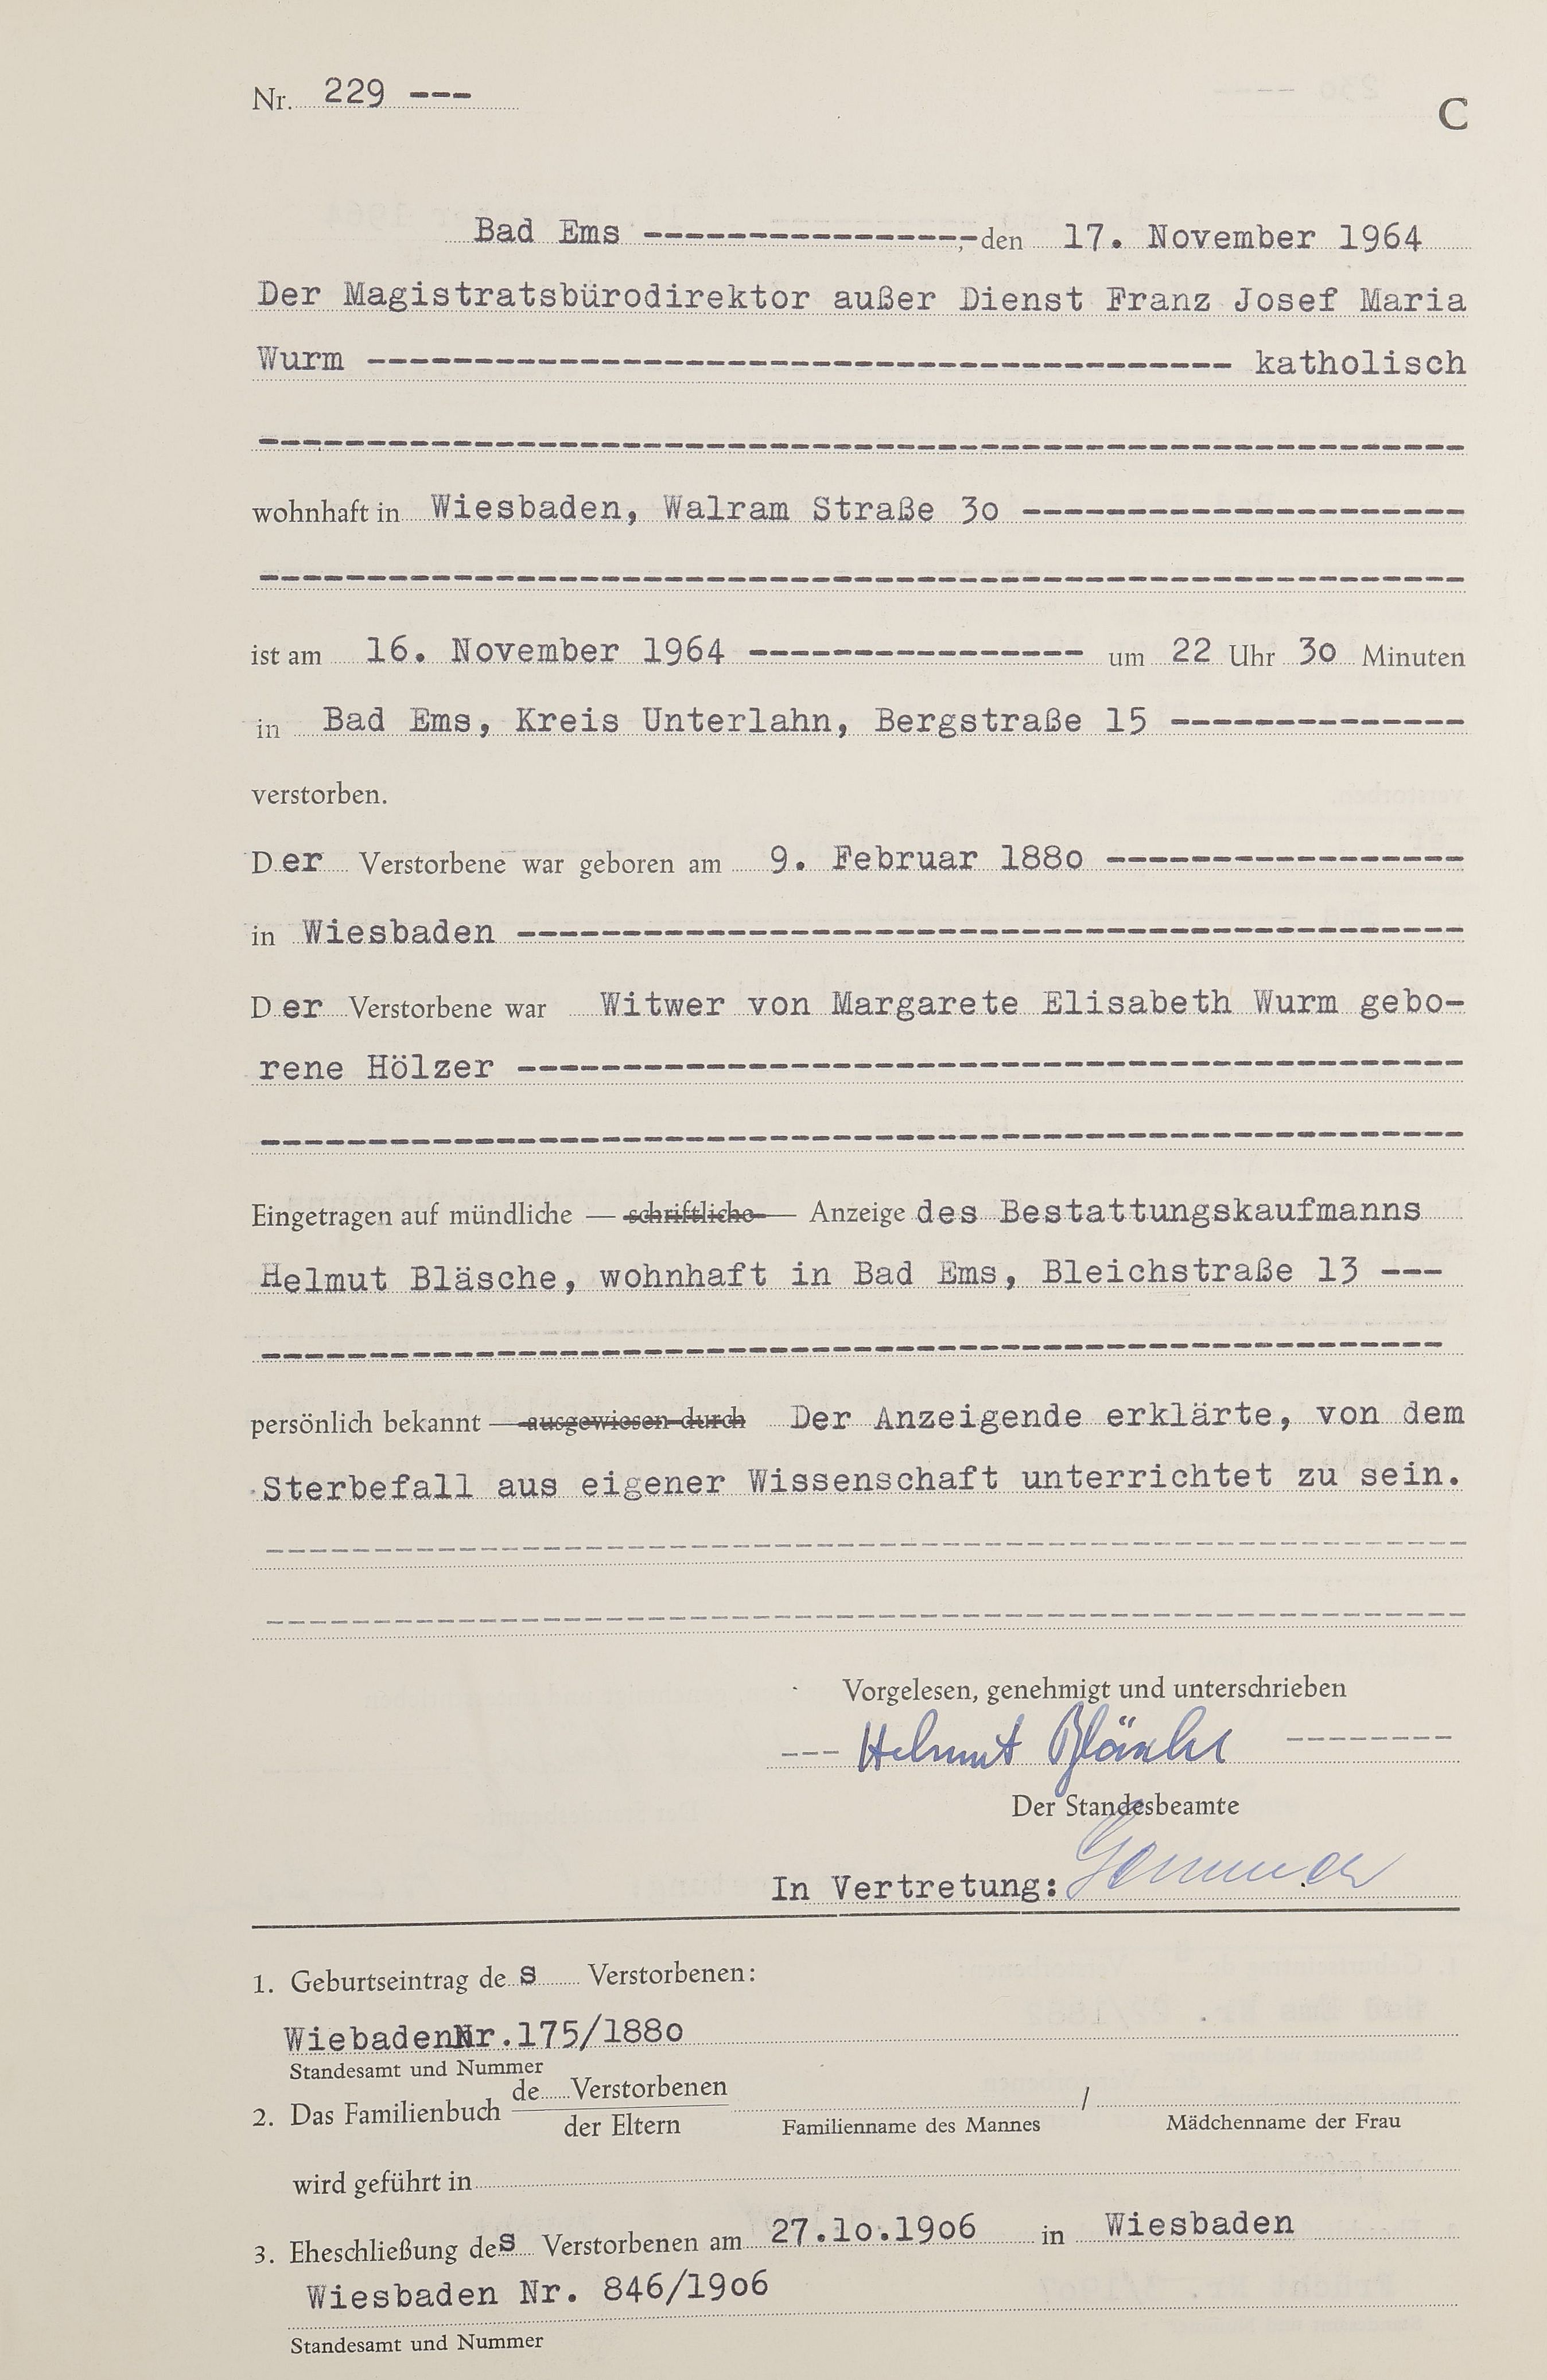 Nr. 229 ---
C
Bad Ems ----------------, den 17. November 1964
Der Magistratsbürodirektor außer Dienst Franz Josef Maria
Wurm ----------------------------------------- katholisch
---------------------------------------------------------
wohnhaft in Wiesbaden, Walram Straße 3o ---------------------
---------------------------------------------------------
ist am 16. November 1964 ---------------- um 22 Uhr 3o Minuten
in Bad Ems, Kreis Unterlahn, Bergstraße 15 --------------
verstorben.
Der Verstorbene war geboren am 9. Februar 188o -----------------
in Wiesbaden ---------------------------------------------
Der Verstorbene war Witwer von Margarete Elisabeth Wurm gebo-
rene Hölzer ---------------------------------------------
---------------------------------------------------------
Eingetragen auf mündliche — schriftliche — Anzeige des Bestattungskaufmanns
Helmut Bläsche, wohnhaft in Bad Ems, Bleichstraße 13 ---
--------------------------------------------------------
persönlich bekannt — ausgewiesen durch Der Anzeigende erklärte, von dem
Sterbefall aus eigener Wissenschaft unterrichtet zu sein.
---------------------------------------------------------
---------------------------------------------------------
Vorgelesen, genehmigt und unterschrieben
--- Helmut Bläsche --------
Der Standesbeamte
In Vertretung:
1. Geburtseintrag des Verstorbenen:
WiebadenNr.175/188o
Standesamt und Nummer
2. Das Familienbuch de Verstorbenen /
der Eltern Familienname des Mannes Mädchenname der Frau
wird geführt in
3. Eheschließung des Verstorbenen am 27.1o.19o6 in Wiesbaden
Wiesbaden Nr. 846/19o6
Standesamt und Nummer